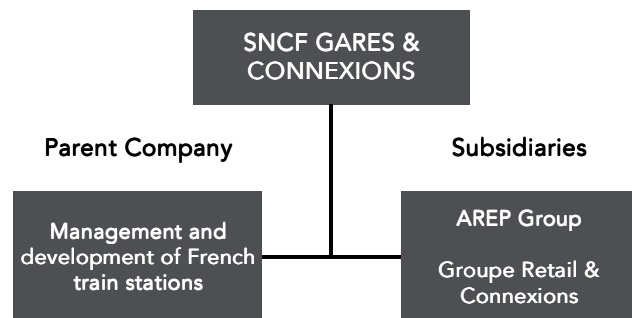 SNCF GARES &
CONNEXIONS
Parent Company
Subsidiaries
Management and
development of French
train stations
AREP Group
Groupe Retail &
Connexions